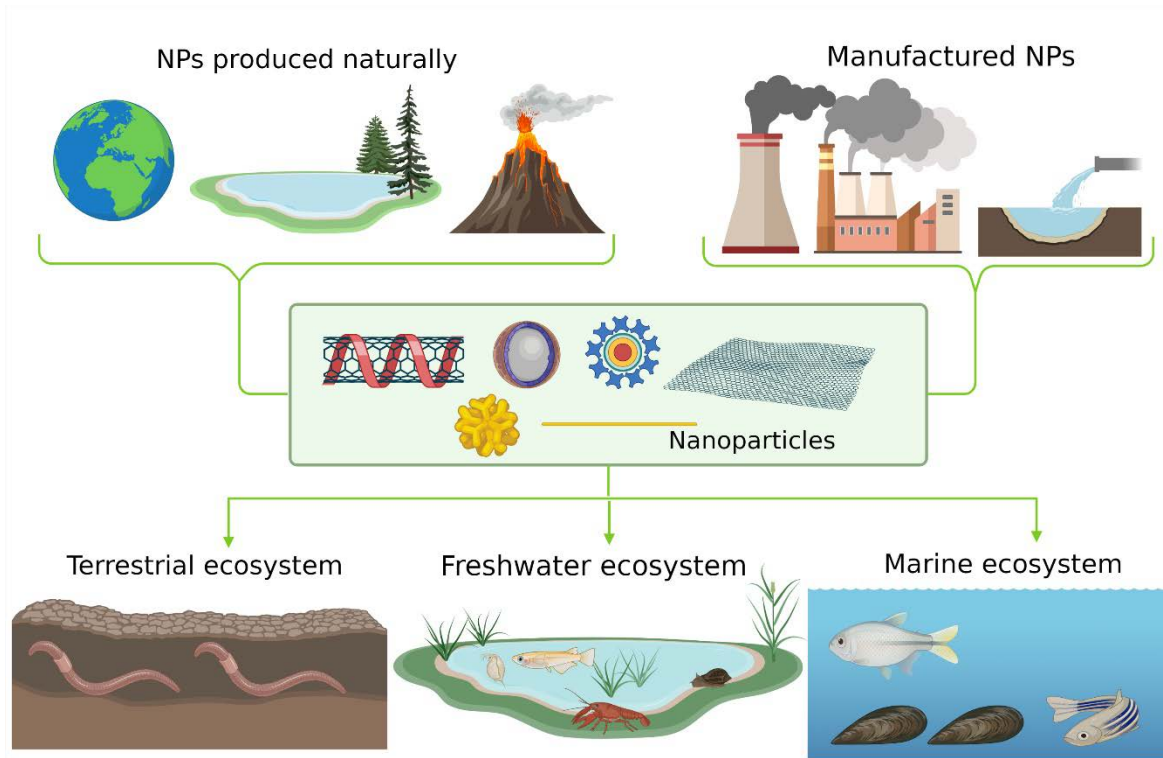 NPs produced naturally
Manufactured NPs
Nanoparticles
Terrestrial ecosystem
Freshwater ecosystem
Marine ecosystem